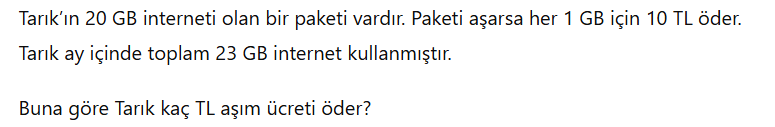 Tarık’ın 20 GB interneti olan bir paketi vardır. Paketi aşarsa her 1 GB için 10 TL öder.
Tarık ay içinde toplam 23 GB internet kullanmıştır.
Buna göre Tarık kaç TL aşım ücreti öder?